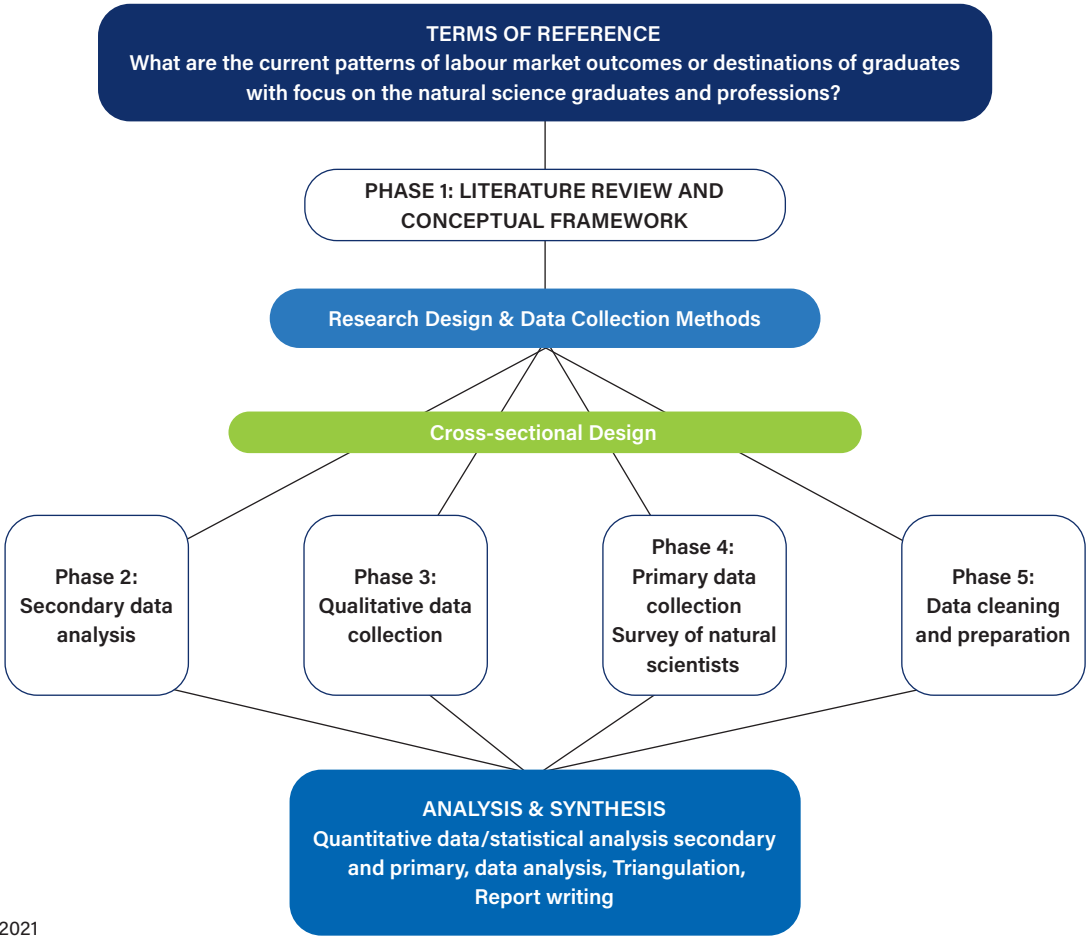 TERMS OF REFERENCE
What are the current patterns of labour market outcomes or destinations of graduates
with focus on the natural science graduates and professions?
PHASE 1: LITERATURE REVIEW AND
CONCEPTUAL FRAMEWORK
Research Design & Data Collection Methods
Cross-sectional Design
Phase 2:
Secondary data
analysis
Phase 3:
Qualitative data
collection
Phase 4:
Primary data
collection
Survey of natural
scientists
Phase 5:
Data cleaning
and preparation
ANALYSIS & SYNTHESIS
Quantitative data/statistical analysis secondary
and primary, data analysis, Triangulation,
Report writing
2021